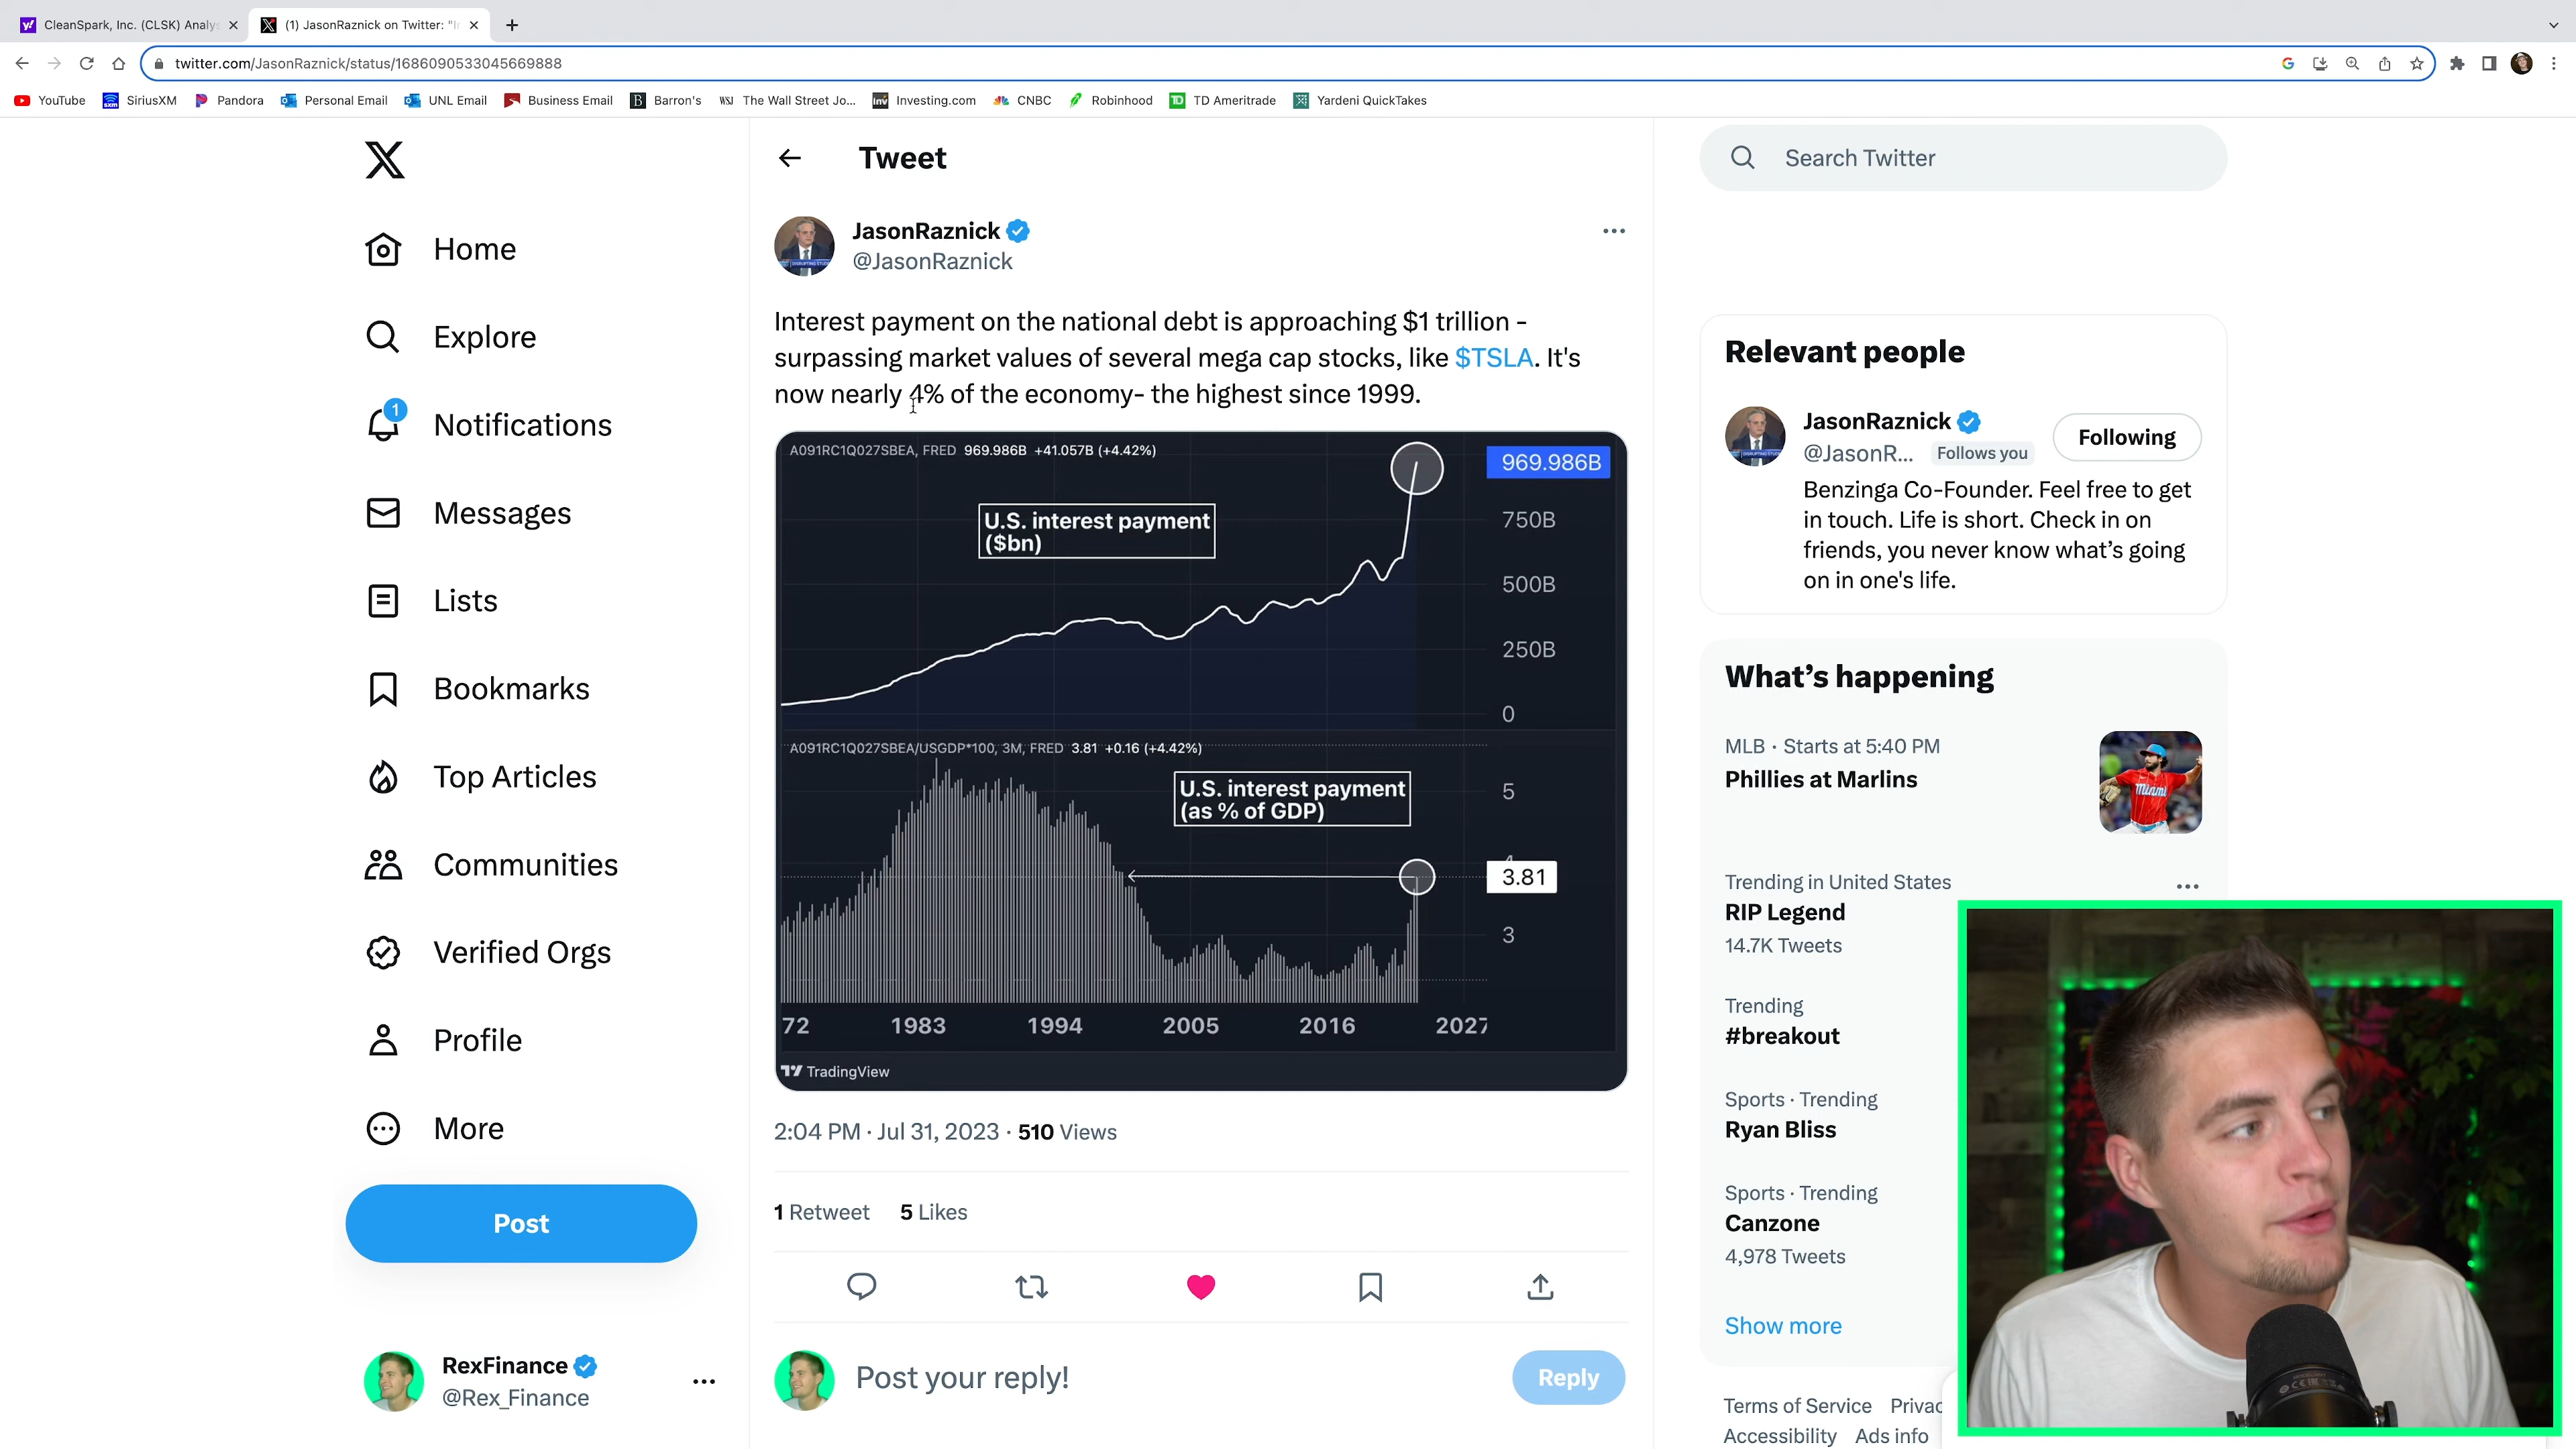 CleanSpark, Inc. (CLSK) Analys
(1) JasonRaznick on Twitter: "I
twitter.com/JasonRaznick/status/1686090533045669888
YouTube SiriusXM Pandora Personal Email UNL Email Business Email Barron's The Wall Street Jo... Investing.com CNBC Robinhood TD Ameritrade Yardeni QuickTakes
Home
Explore
1
Notifications
Messages
Lists
Bookmarks
Top Articles
Communities
Verified Orgs
Profile
More
Post
RexFinance
@Rex_Finance
Tweet
JasonRaznick
@JasonRaznick
Interest payment on the national debt is approaching $1 trillion -
surpassing market values of several mega cap stocks, like $TSLA. It's
now nearly 4% of the economy- the highest since 1999.
A091RC1Q027SBEA, FRED 969.986B +41.057B (+4.42%)
969.986B
U.S. interest payment
($bn)
750B
500B
250B
0
A091RC1Q027SBEA/USGDP*100, 3M, FRED 3.81 +0.16 (+4.42%)
U.S. interest payment
(as % of GDP)
5
3.81
3
72 1983 1994 2005 2016 2027
TradingView
2:04 PM · Jul 31, 2023 · 510 Views
1 Retweet 5 Likes
Post your reply!
Reply
Search Twitter
Relevant people
JasonRaznick
@JasonR... Follows you
Following
Benzinga Co-Founder. Feel free to get
in touch. Life is short. Check in on
friends, you never know what’s going
on in one's life.
What’s happening
MLB · Starts at 5:40 PM
Phillies at Marlins
Miami
Trending in United States
RIP Legend
14.7K Tweets
Trending
#breakout
Sports · Trending
Ryan Bliss
Sports · Trending
Canzone
4,978 Tweets
Show more
Terms of Service Privac
Accessibility Ads info